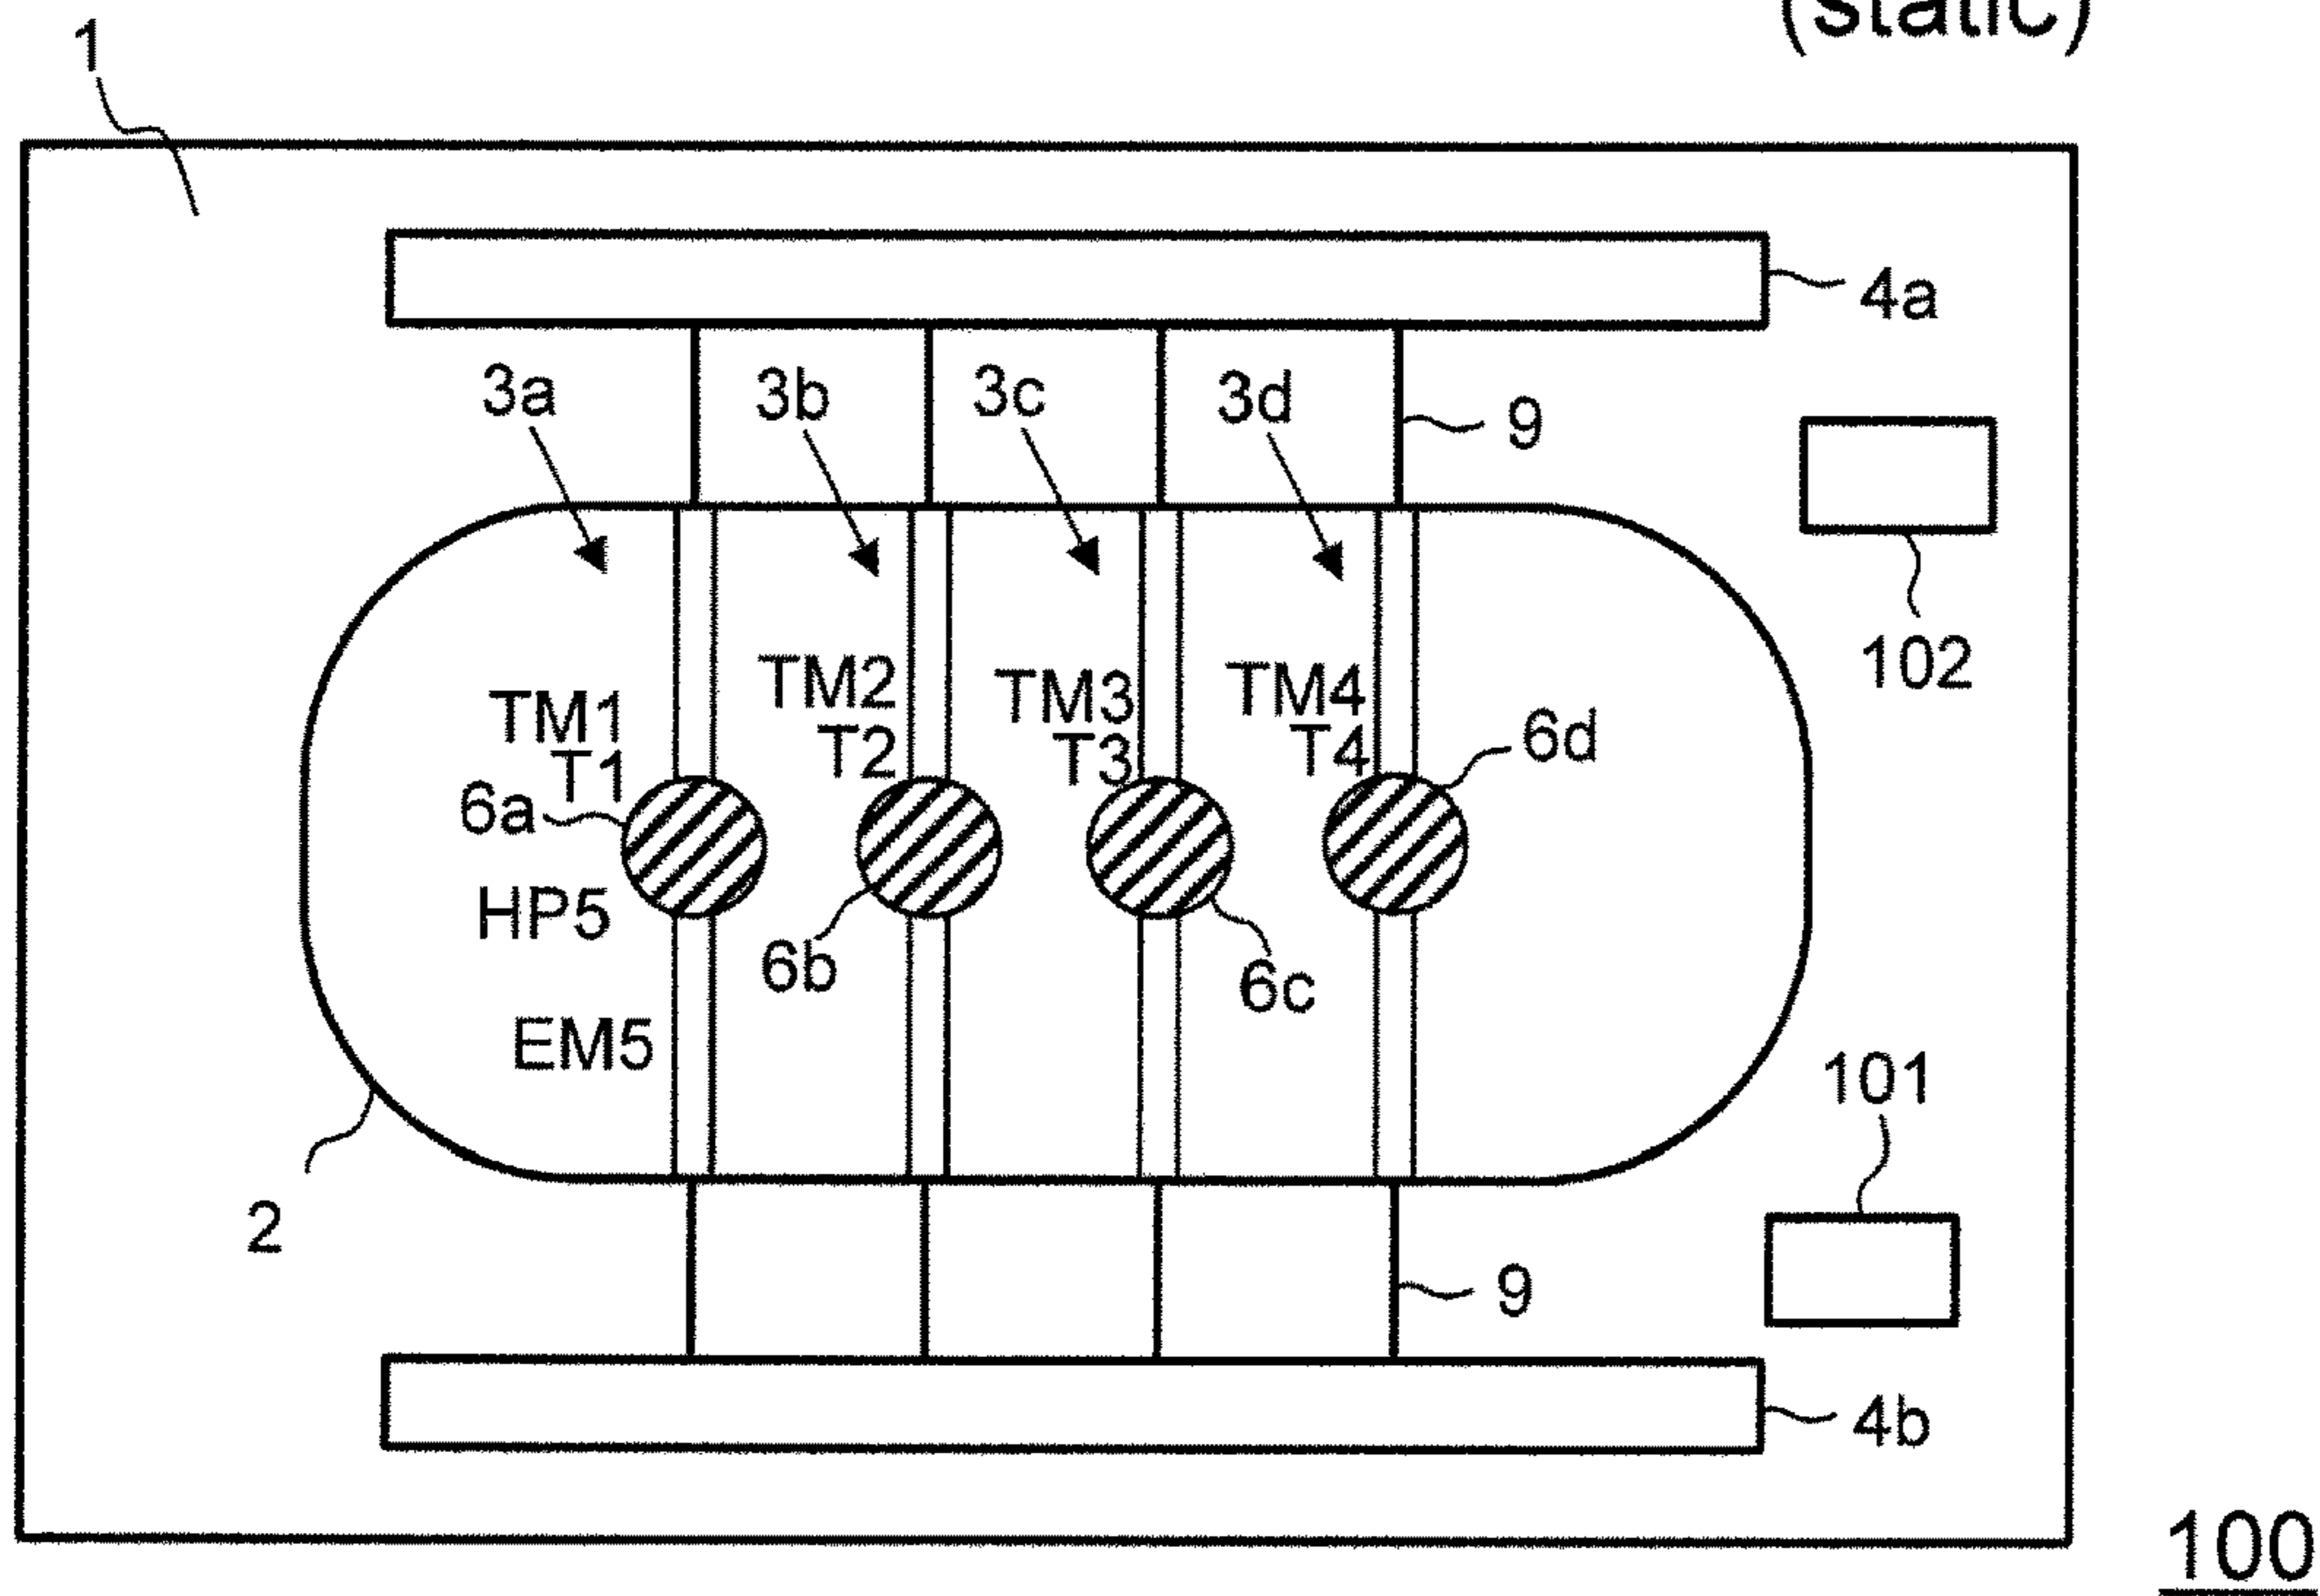 (static)
1
4a
3a 3b 3c 3d 9
102
TM1 TM2 TM3 TM4
T1 T2 T3 T4 6d
6a
HP5
6b 6c
EM5
101
2
9
4b
100